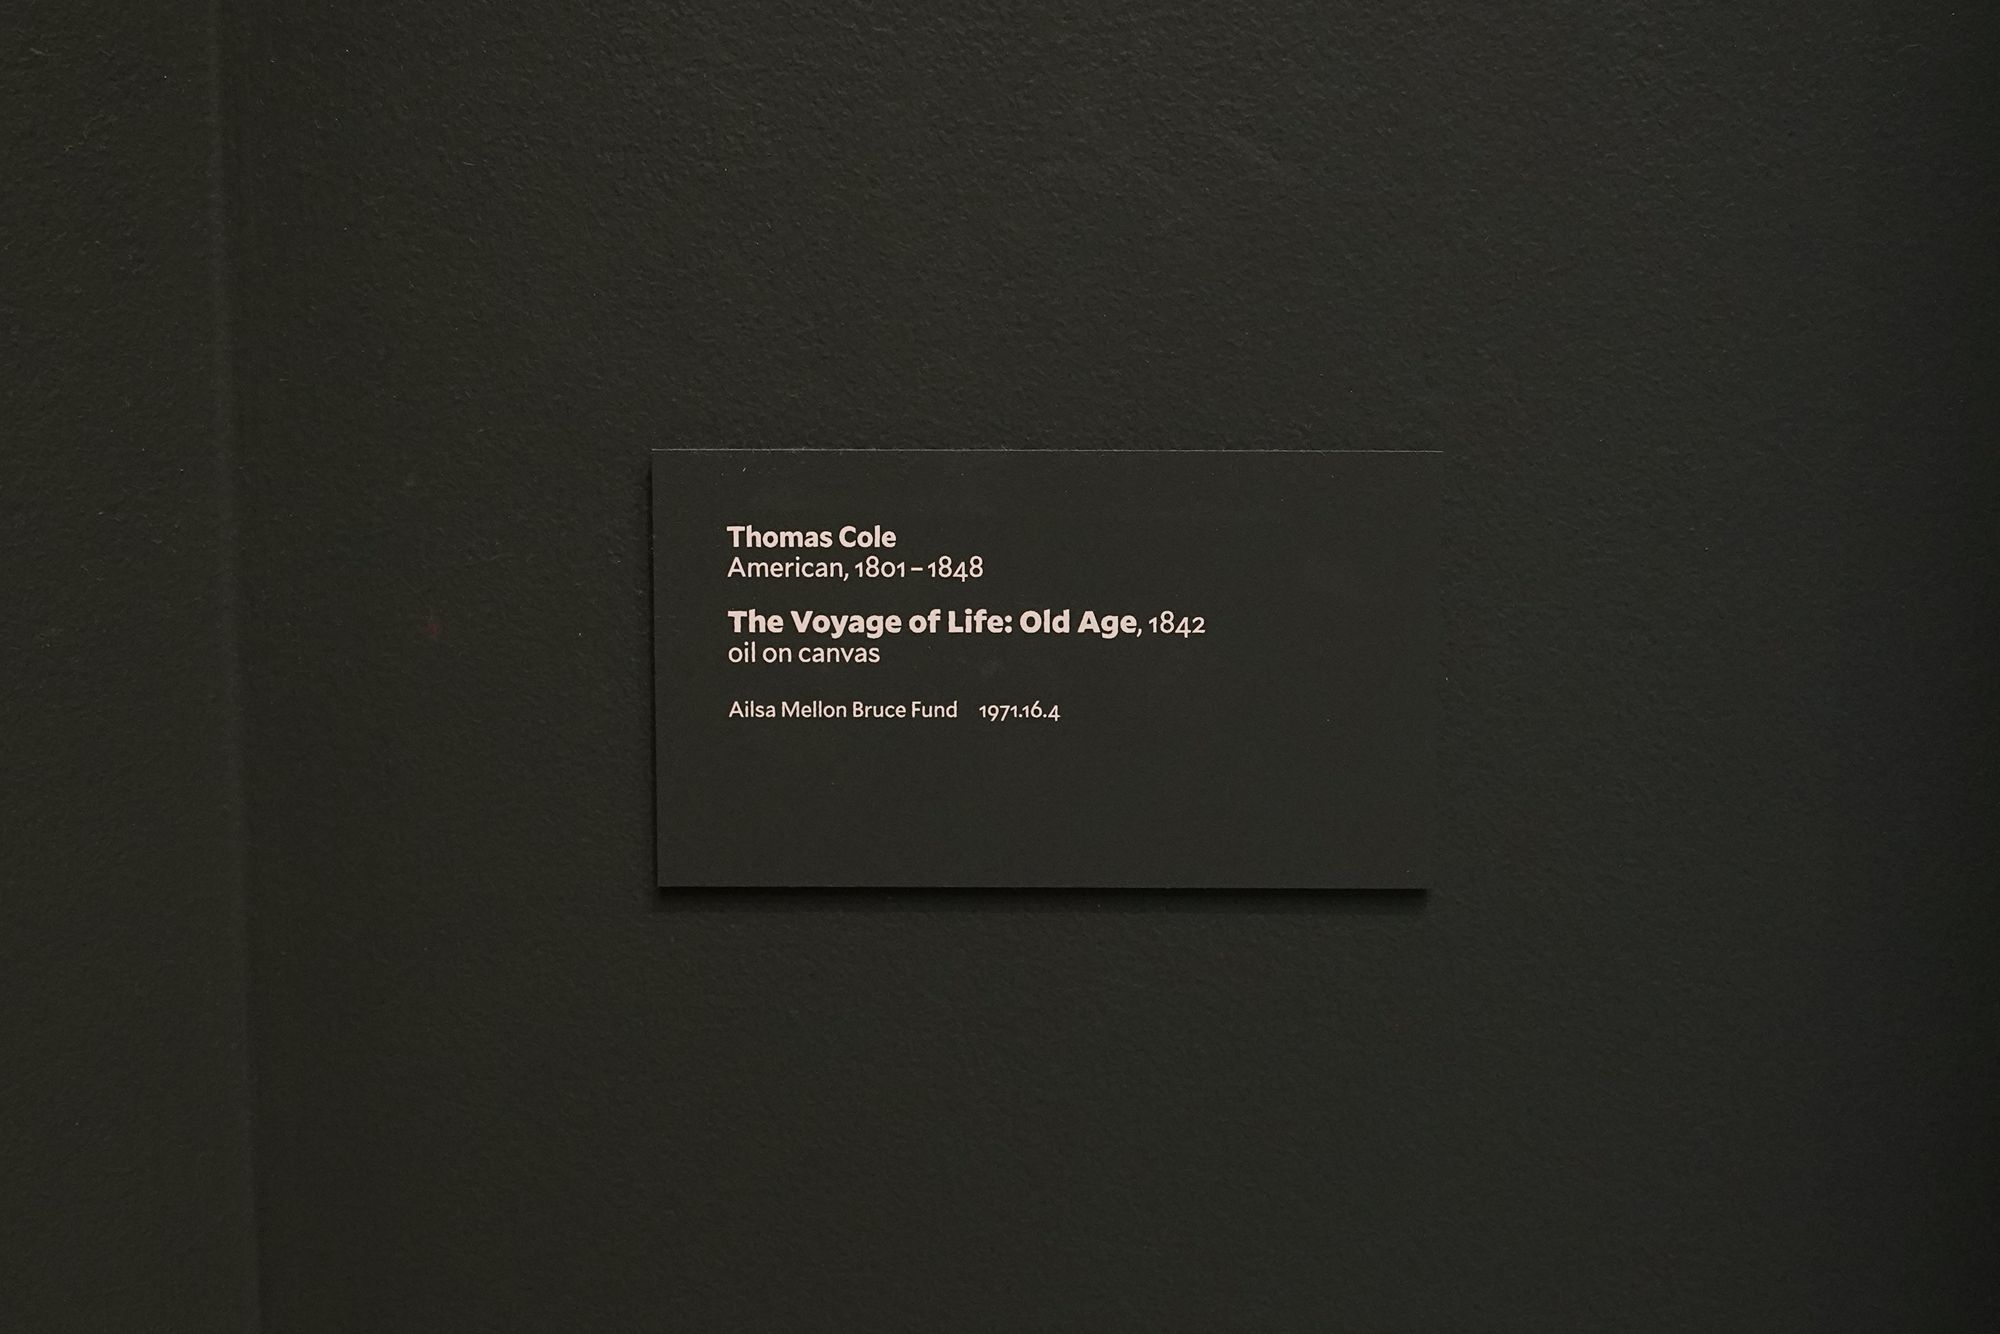 Thomas Cole
American, 1801 – 1848
The Voyage of Life: Old Age, 1842
oil on canvas
Ailsa Mellon Bruce Fund 1971.16.4